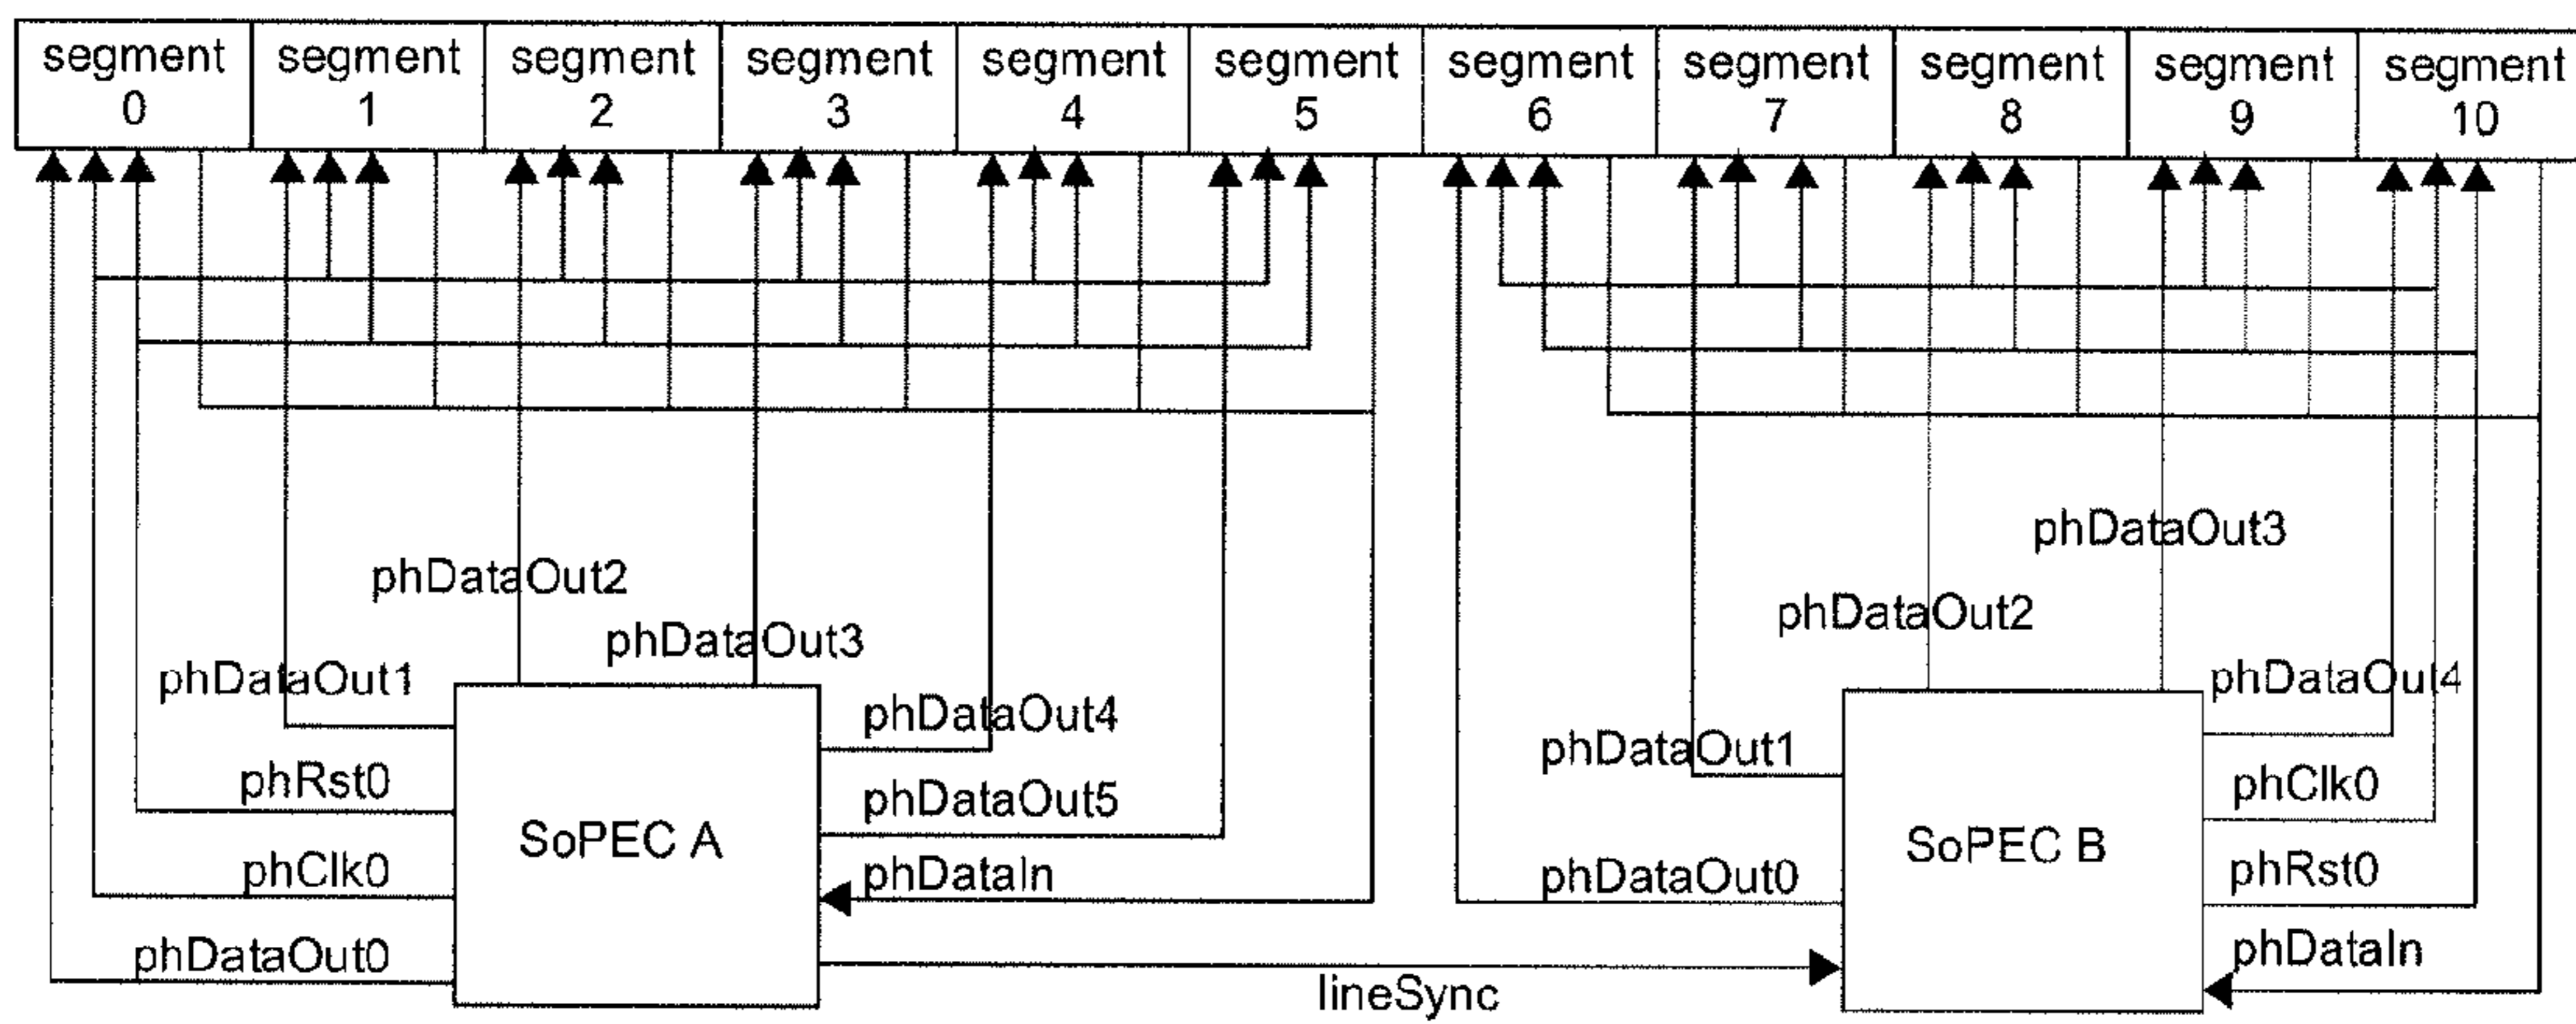 segment 0
segment 1
segment 2
segment 3
segment 4
segment 5
segment 6
segment 7
segment 8
segment 9
segment 10
phDataOut2
phDataOut3
phDataOut1
phRst0
phClk0
phDataOut0
SoPEC A
phDataOut4
phDataOut5
phDataIn
lineSync
phDataOut3
phDataOut2
phDataOut1
phDataOut0
SoPEC B
phDataOut4
phClk0
phRst0
phDataIn